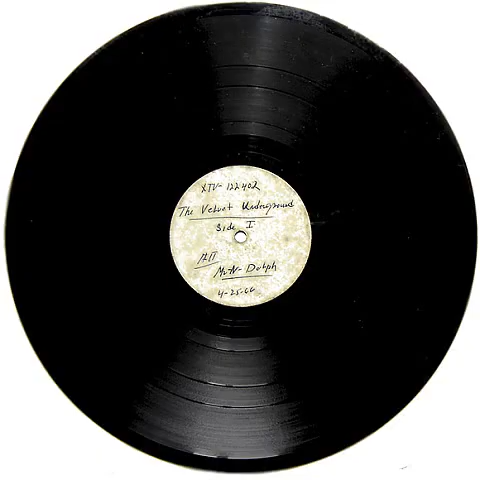 XTV-122402
The Velvet Underground
Side I
Att
Mr. N. Dolph
4-25-66